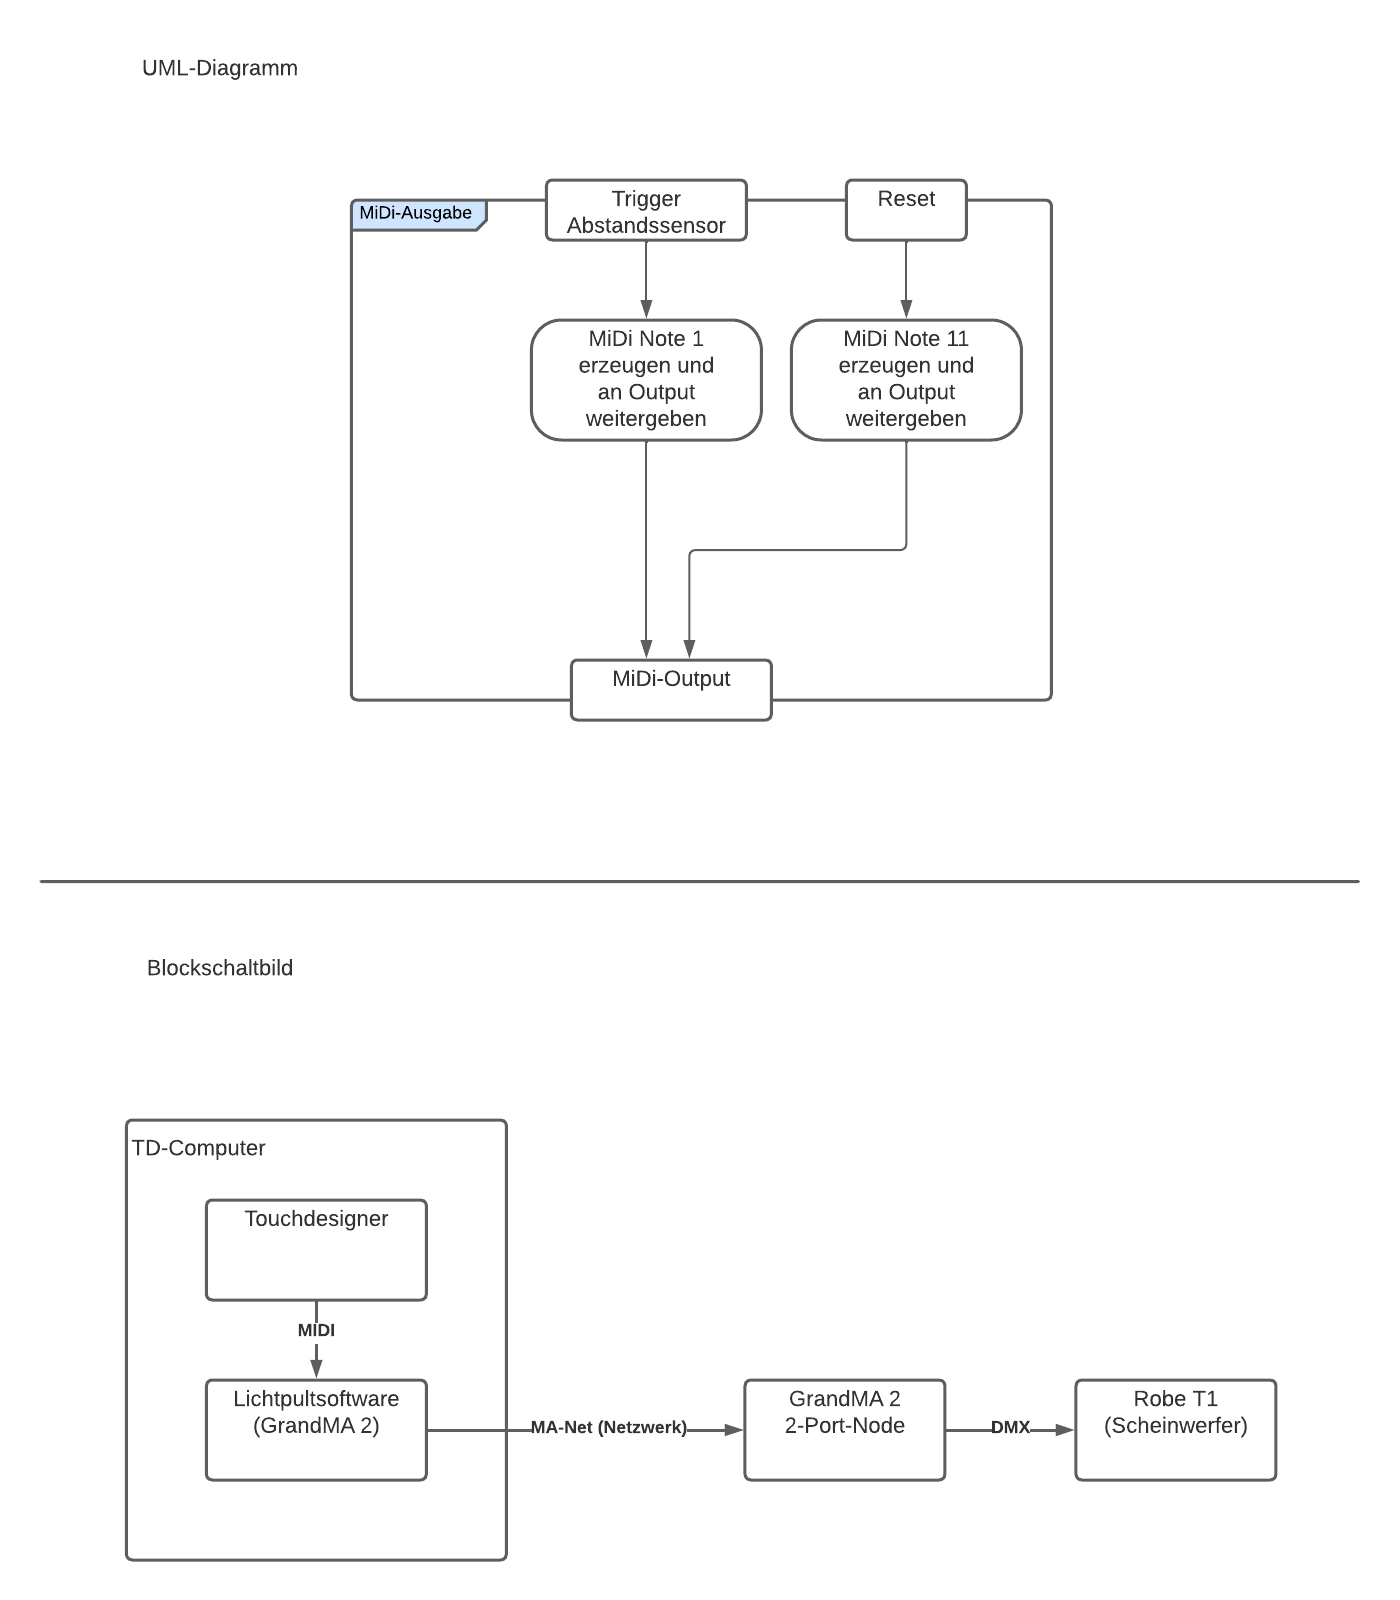 UML-Diagramm
MiDi-Ausgabe
Trigger
Abstandssensor
Reset
MiDi Note 1
erzeugen und
an Output
weitergeben
MiDi Note 11
erzeugen und
an Output
weitergeben
MiDi-Output
Blockschaltbild
TD-Computer
Touchdesigner
MIDI
Lichtpultsoftware
(GrandMA 2)
MA-Net (Netzwerk)
GrandMA 2
2-Port-Node
DMX
Robe T1
(Scheinwerfer)